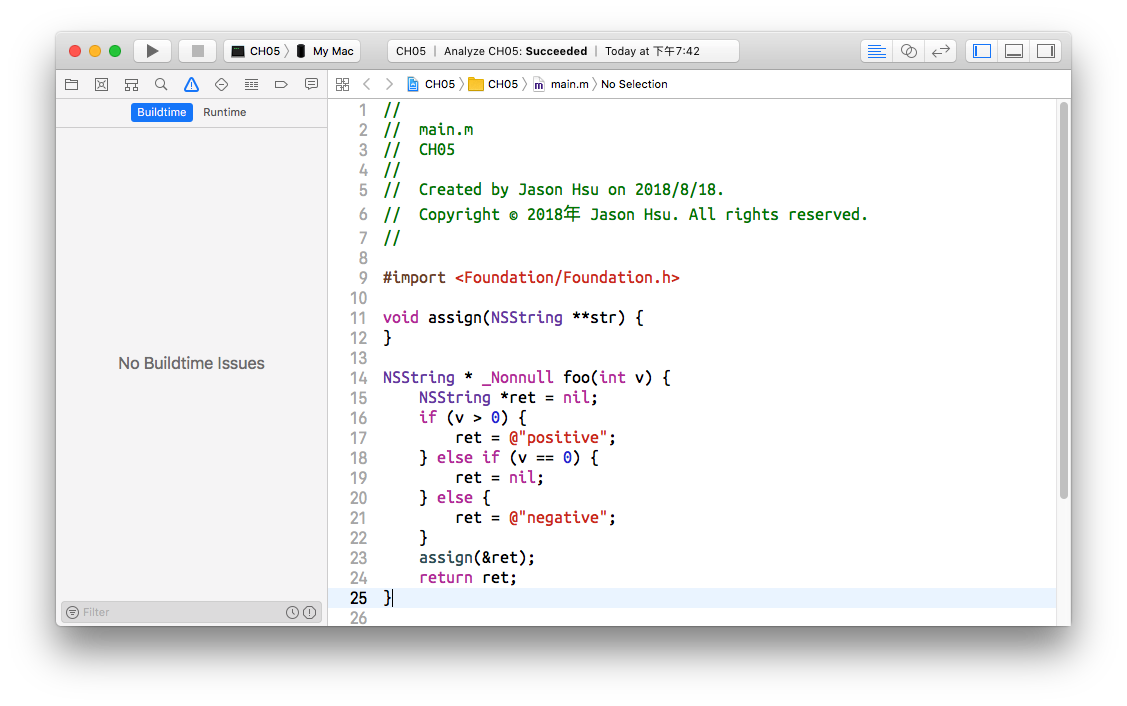 CH05 〉 My Mac
CH05 | Analyze CH05: Succeeded | Today at 下午7:42
CH05 〉 CH05 〉 m main.m 〉 No Selection
Buildtime Runtime
No Buildtime Issues
Filter
1 //
2 //  main.m
3 //  CH05
4 //
5 //  Created by Jason Hsu on 2018/8/18.
6 //  Copyright © 2018年 Jason Hsu. All rights reserved.
7 //
8
9 #import <Foundation/Foundation.h>
10
11 void assign(NSString **str) {
12 }
13
14 NSString * _Nonnull foo(int v) {
15     NSString *ret = nil;
16     if (v > 0) {
17         ret = @"positive";
18     } else if (v == 0) {
19         ret = nil;
20     } else {
21         ret = @"negative";
22     }
23     assign(&ret);
24     return ret;
25 }
26